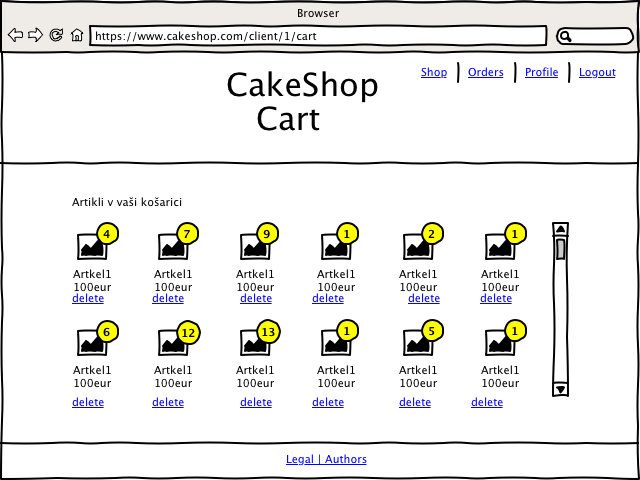 Browser
https://www.cakeshop.com/client/1/cart
Shop Orders Profile Logout
CakeShop
Cart
Artikli v vaši košarici
4 7 9 1 2 1
Artkel1 Artkel1 Artkel1 Artkel1 Artkel1 Artkel1
100eur 100eur 100eur 100eur 100eur 100eur
delete delete delete delete delete delete
6 12 13 1 5 1
Artkel1 Artkel1 Artkel1 Artkel1 Artkel1 Artkel1
100eur 100eur 100eur 100eur 100eur 100eur
delete delete delete delete delete delete
Legal | Authors